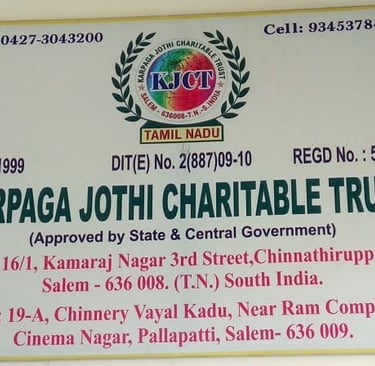 0427-3043200
Cell: 9345378
KARPAGA JOTHI CHARITABLE TRUST
KJCT
SALEM - 636008-T.N.-S.INDIA
TAMIL NADU
1999 DIT(E) No. 2(887)09-10 REGD No. : 5
RPAGA JOTHI CHARITABLE TRU
(Approved by State & Central Government)
16/1, Kamaraj Nagar 3rd Street,Chinnathirupp
Salem - 636 008. (T.N.) South India.
: 19-A, Chinnery Vayal Kadu, Near Ram Comp
Cinema Nagar, Pallapatti, Salem- 636 009.